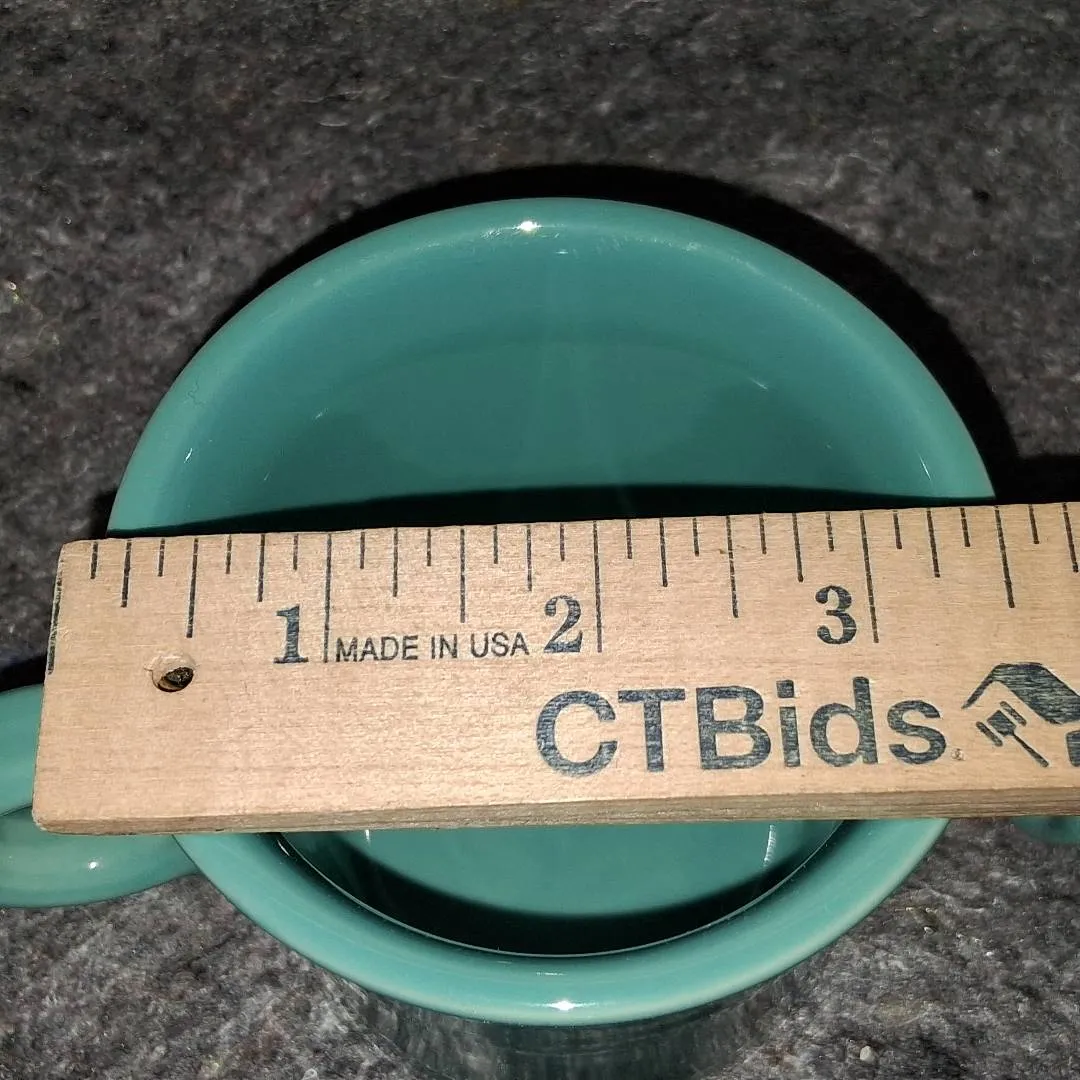 1 2 3
MADE IN USA
CTBids.